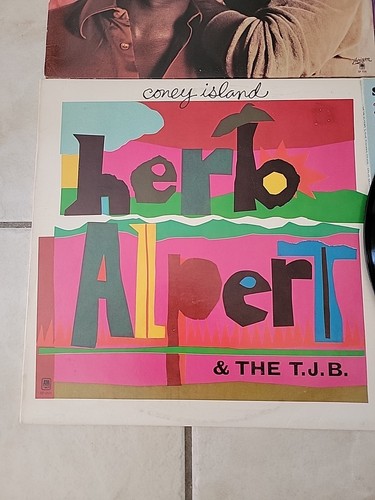 coney island
herb
Alpert
& THE T.J.B.